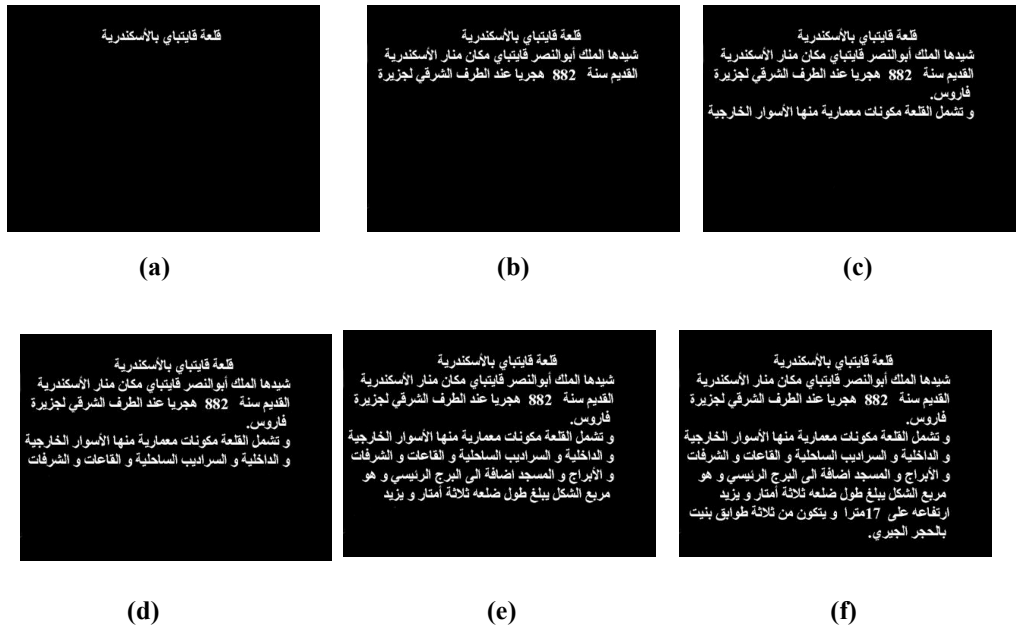 قلعة قايتباي بالأسكندرية
(a)
قلعة قايتباي بالأسكندرية
شيدها الملك أبوالنصر قايتباي مكان منار الأسكندرية
القديم سنة 882 هجريا عند الطرف الشرقي لجزيرة
(b)
قلعة قايتباي بالأسكندرية
شيدها الملك أبوالنصر قايتباي مكان منار الأسكندرية
القديم سنة 882 هجريا عند الطرف الشرقي لجزيرة
فاروس.
و تشمل القلعة مكونات معمارية منها الأسوار الخارجية
(c)
قلعة قايتباي بالأسكندرية
شيدها الملك أبوالنصر قايتباي مكان منار الأسكندرية
القديم سنة 882 هجريا عند الطرف الشرقي لجزيرة
فاروس.
و تشمل القلعة مكونات معمارية منها الأسوار الخارجية
و الداخلية و السراديب الساحلية و القاعات و الشرفات
(d)
قلعة قايتباي بالأسكندرية
شيدها الملك أبوالنصر قايتباي مكان منار الأسكندرية
القديم سنة 882 هجريا عند الطرف الشرقي لجزيرة
فاروس.
و تشمل القلعة مكونات معمارية منها الأسوار الخارجية
و الداخلية و السراديب الساحلية و القاعات و الشرفات
و الأبراج و المسجد اضافة الى البرج الرئيسي و هو
مربع الشكل يبلغ طول ضلعه ثلاثة أمتار و يزيد
(e)
قلعة قايتباي بالأسكندرية
شيدها الملك أبوالنصر قايتباي مكان منار الأسكندرية
القديم سنة 882 هجريا عند الطرف الشرقي لجزيرة
فاروس.
و تشمل القلعة مكونات معمارية منها الأسوار الخارجية
و الداخلية و السراديب الساحلية و القاعات و الشرفات
و الأبراج و المسجد اضافة الى البرج الرئيسي و هو
مربع الشكل يبلغ طول ضلعه ثلاثة أمتار و يزيد
ارتفاعه على 17مترا و يتكون من ثلاثة طوابق بنيت
بالحجر الجيري.
(f)